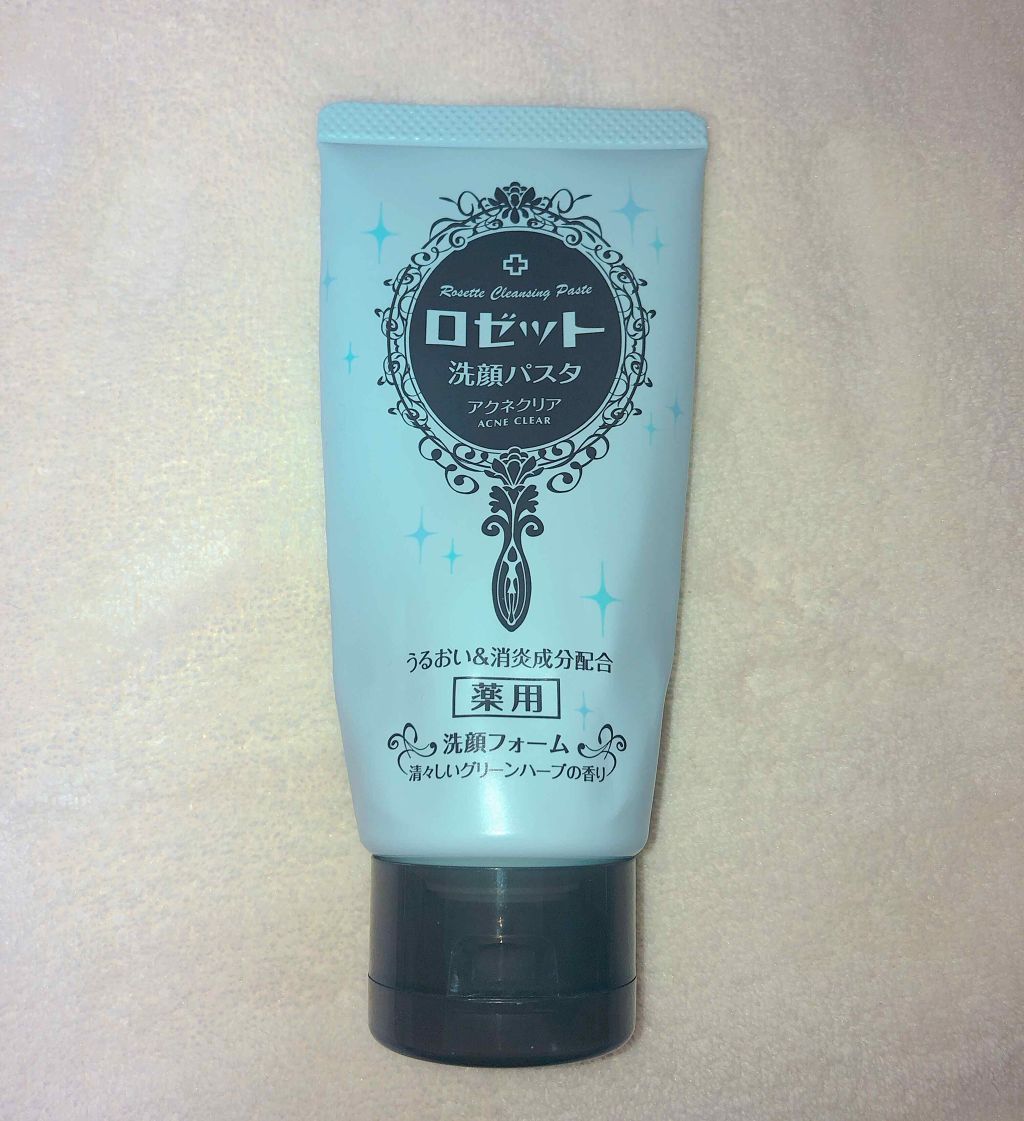 Rosette Cleansing Paste
ロゼット
洗顔パスタ
アクネクリア
ACNE CLEAR
うるおい&消炎成分配合
薬用
洗顔フォーム
清々しいグリーンハーブの香り